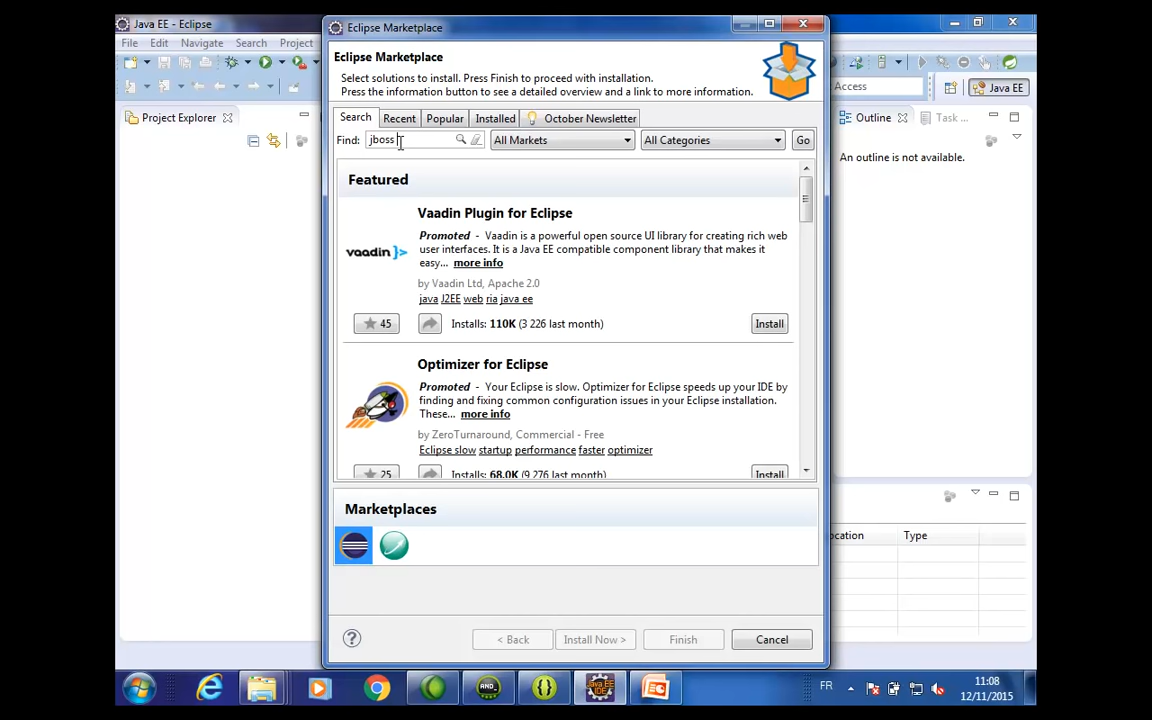 Java EE - Eclipse
File Edit Navigate Search Project
Access
Java EE
Project Explorer
Outline
Task ...
An outline is not available.
ocation Type
Eclipse Marketplace
Eclipse Marketplace
Select solutions to install. Press Finish to proceed with installation.
Press the information button to see a detailed overview and a link to more information.
Search Recent Popular Installed October Newsletter
Find: jboss All Markets All Categories Go
Featured
Vaadin Plugin for Eclipse
Promoted - Vaadin is a powerful open source UI library for creating rich web
user interfaces. It is a Java EE compatible component library that makes it
easy... more info
vaadin }>
by Vaadin Ltd, Apache 2.0
java J2EE web ria java ee
45 Installs: 110K (3 226 last month) Install
Optimizer for Eclipse
Promoted - Your Eclipse is slow. Optimizer for Eclipse speeds up your IDE by
finding and fixing common configuration issues in your Eclipse installation.
These... more info
by ZeroTurnaround, Commercial - Free
Eclipse slow startup performance faster optimizer
25 Installs: 68.0K (9 276 last month) Install
Marketplaces
? < Back Install Now > Finish Cancel
AND_
{}
Java EE
IDE
FR
11:08
12/11/2015